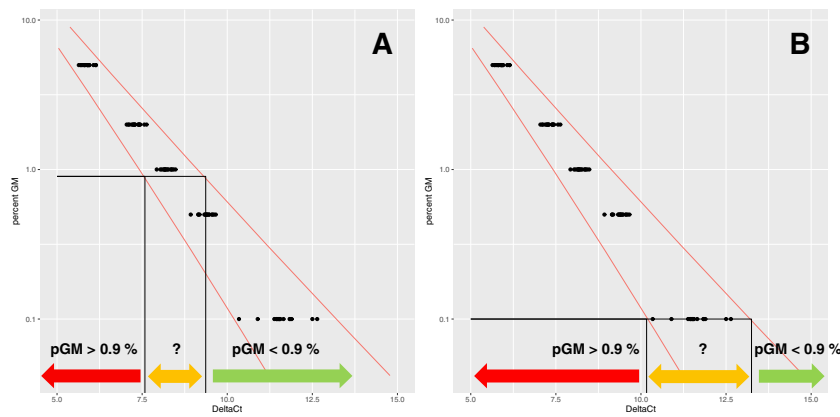 A
B
10.0
1.0
0.1
percent GM
pGM > 0.9 %
?
pGM < 0.9 %
5.0
7.5
10.0
12.5
15.0
DeltaCt
10.0
1.0
0.1
percent GM
pGM > 0.9 %
?
pGM < 0.9 %
5.0
7.5
10.0
12.5
15.0
DeltaCt